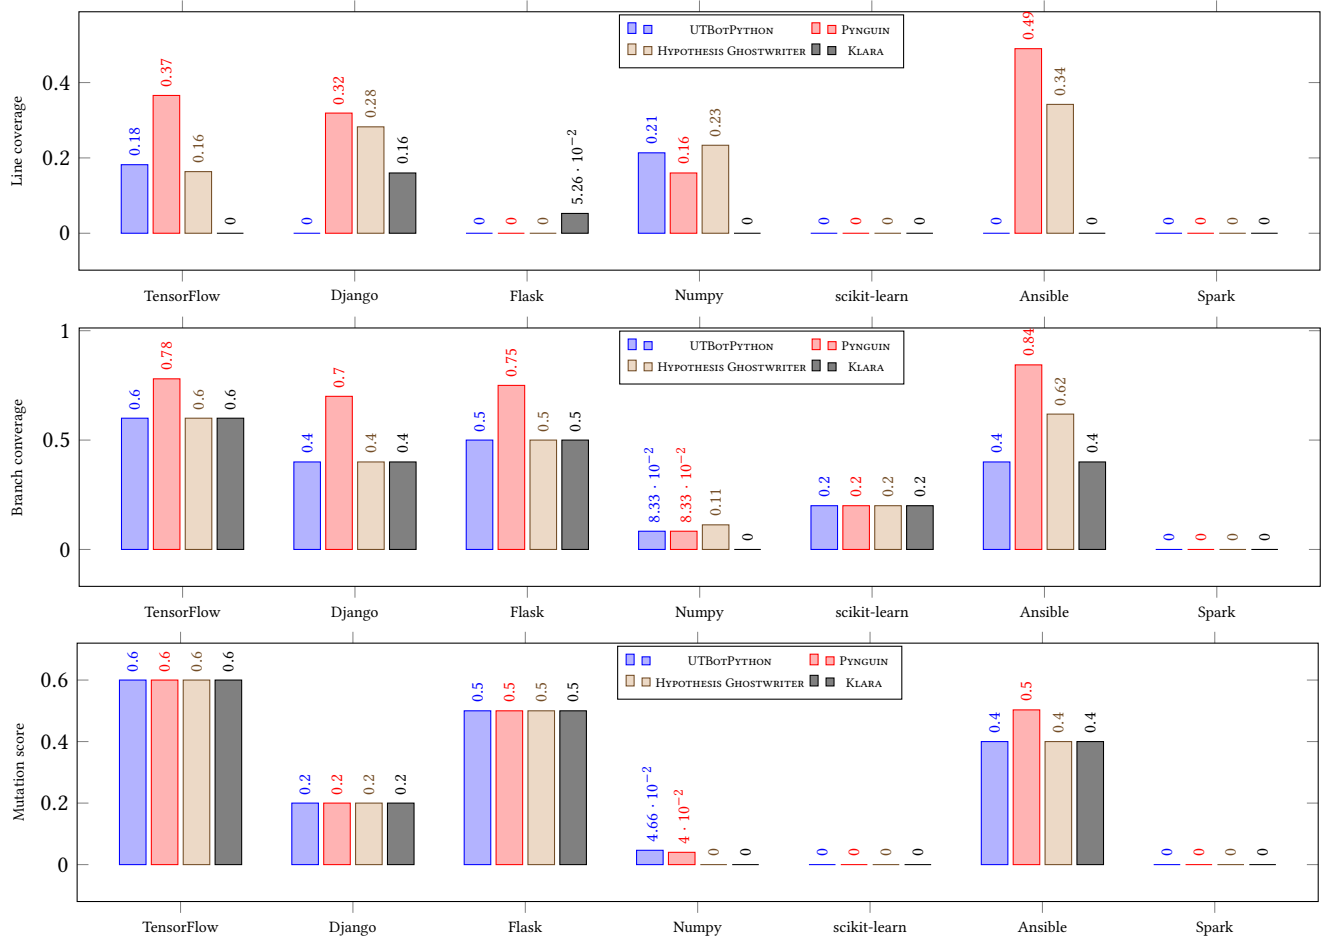 UTBotPython Pynguin
Hypothesis Ghostwriter Klara
Line coverage
0.4
0.2
0
0.18 0.37 0.16 0
0 0.32 0.28 0.16
0 0 0 5.26 · 10⁻²
0.21 0.16 0.23 0
0 0 0 0
0 0.49 0.34 0
0 0 0 0
TensorFlow Django Flask Numpy scikit-learn Ansible Spark
UTBotPython Pynguin
Hypothesis Ghostwriter Klara
Branch converage
1
0.5
0
0.6 0.78 0.6 0.6
0.4 0.7 0.4 0.4
0.5 0.75 0.5 0.5
8.33 · 10⁻² 8.33 · 10⁻² 0.11 0
0.2 0.2 0.2 0.2
0.4 0.84 0.62 0.4
0 0 0 0
TensorFlow Django Flask Numpy scikit-learn Ansible Spark
UTBotPython Pynguin
Hypothesis Ghostwriter Klara
Mutation score
0.6
0.4
0.2
0
0.6 0.6 0.6 0.6
0.2 0.2 0.2 0.2
0.5 0.5 0.5 0.5
4.66 · 10⁻² 4 · 10⁻² 0 0
0 0 0 0
0.4 0.5 0.4 0.4
0 0 0 0
TensorFlow Django Flask Numpy scikit-learn Ansible Spark